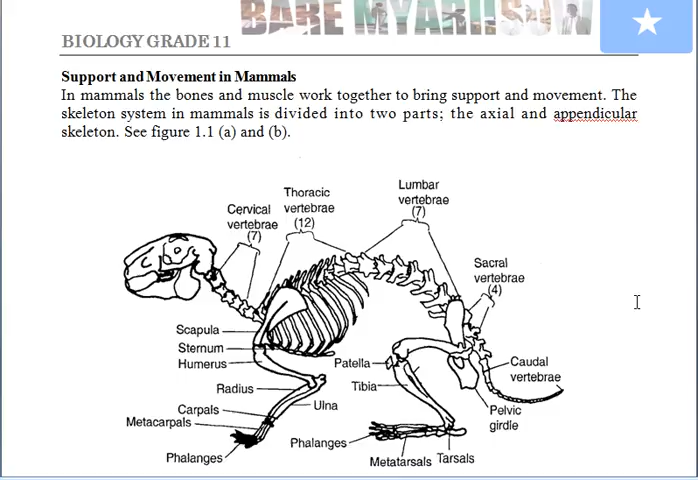 BARE MYARIISOW
BIOLOGY GRADE 11
Support and Movement in Mammals
In mammals the bones and muscle work together to bring support and movement. The
skeleton system in mammals is divided into two parts; the axial and appendicular
skeleton. See figure 1.1 (a) and (b).
Lumbar
vertebrae
(7)
Thoracic
vertebrae
(12)
Cervical
vertebrae
(7)
Sacral
vertebrae
(4)
Scapula
Sternum
Humerus
Patella
Caudal
vertebrae
Radius
Tibia
Ulna
Carpals
Metacarpals
Pelvic
girdle
Phalanges
Phalanges
Metatarsals
Tarsals